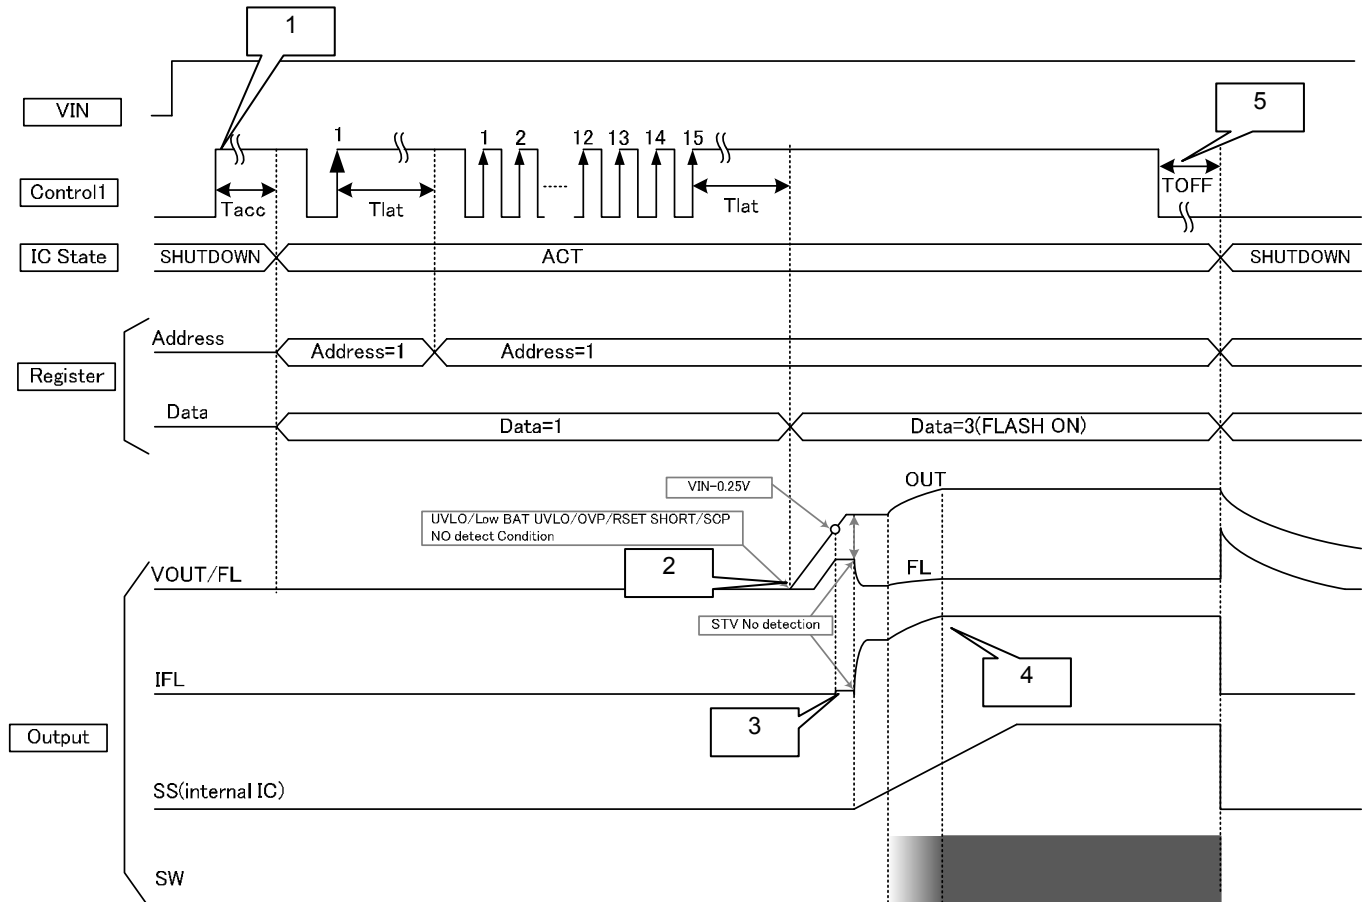 1
VIN
5
1
1
2
12
13
14
15
Control1
Tacc
Tlat
Tlat
TOFF
IC State
SHUTDOWN
ACT
SHUTDOWN
Address
Address=1
Address=1
Register
Data
Data=1
Data=3(FLASH ON)
OUT
VIN-0.25V
UVLO/Low BAT UVLO/OVP/RSET SHORT/SCP
NO detect Condition
2
VOUT/FL
FL
STV No detection
4
IFL
3
Output
SS(internal IC)
SW